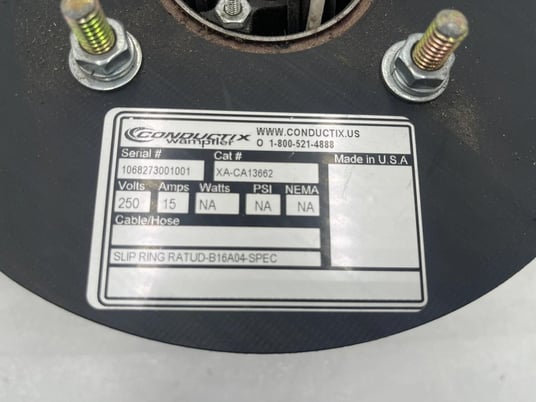 CONDUCTIX
wampfler
WWW.CONDUCTIX.US
O 1-800-521-4888
Serial # Cat # Made in U.S.A
1068273001001 XA-CA13662
Volts Amps Watts PSI NEMA
250 15 NA NA NA
Cable/Hose
SLIP RING RATUD-B16A04-SPEC